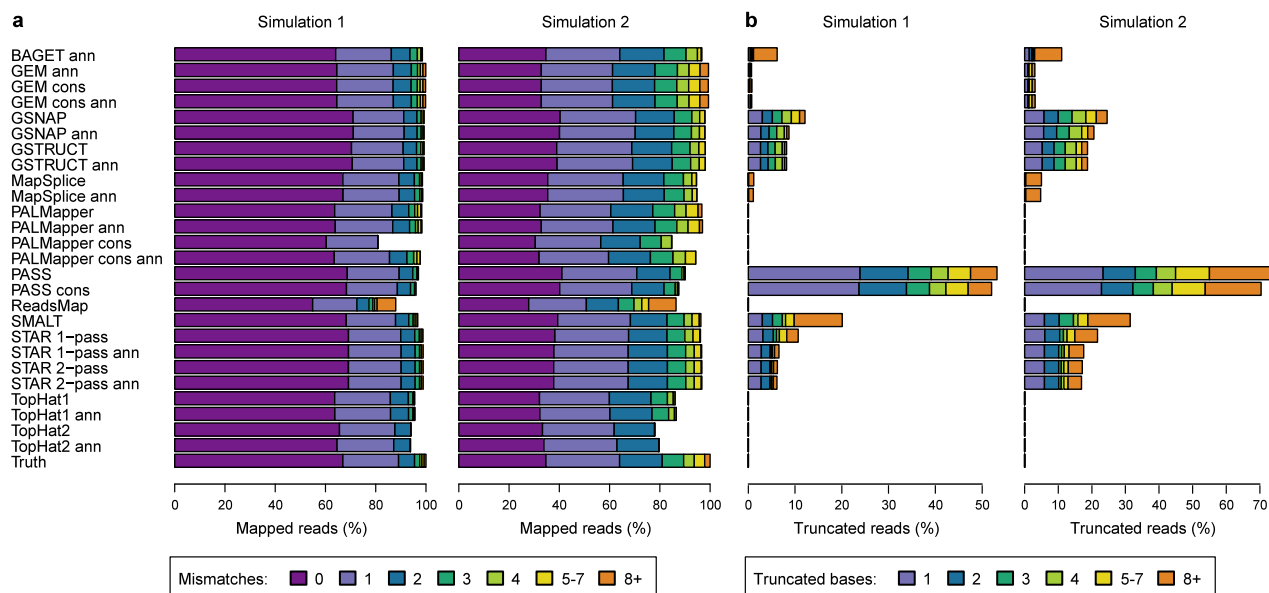 a
b
Simulation 1
Simulation 2
Simulation 1
Simulation 2
BAGET ann
GEM ann
GEM cons
GEM cons ann
GSNAP
GSNAP ann
GSTRUCT
GSTRUCT ann
MapSplice
MapSplice ann
PALMapper
PALMapper ann
PALMapper cons
PALMapper cons ann
PASS
PASS cons
ReadsMap
SMALT
STAR 1−pass
STAR 1−pass ann
STAR 2−pass
STAR 2−pass ann
TopHat1
TopHat1 ann
TopHat2
TopHat2 ann
Truth
0 20 40 60 80 100
0 20 40 60 80 100
0 10 20 30 40 50
0 10 20 30 40 50 60 70
Mapped reads (%)
Mapped reads (%)
Truncated reads (%)
Truncated reads (%)
Mismatches: 0 1 2 3 4 5-7 8+
Truncated bases: 1 2 3 4 5-7 8+